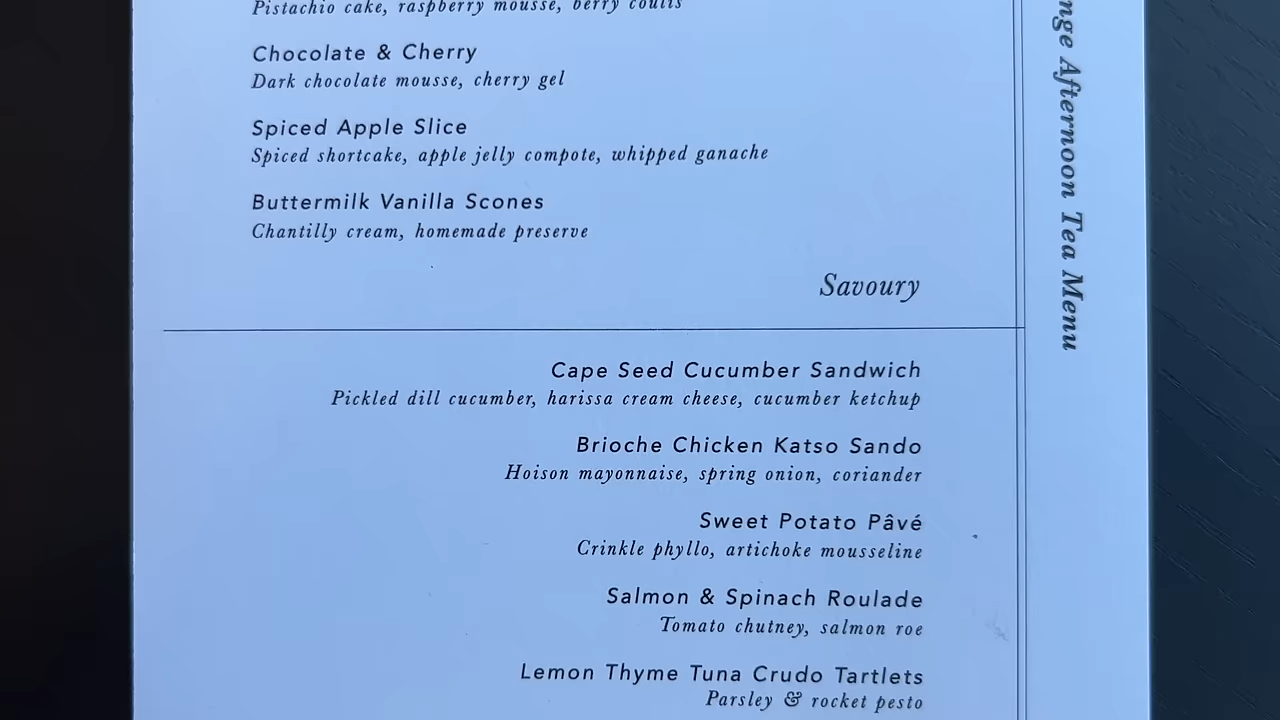 Pistachio cake, raspberry mousse, berry coulis
Chocolate & Cherry
Dark chocolate mousse, cherry gel
Spiced Apple Slice
Spiced shortcake, apple jelly compote, whipped ganache
Buttermilk Vanilla Scones
Chantilly cream, homemade preserve
Savoury
Cape Seed Cucumber Sandwich
Pickled dill cucumber, harissa cream cheese, cucumber ketchup
Brioche Chicken Katso Sando
Hoison mayonnaise, spring onion, coriander
Sweet Potato Pâvé
Crinkle phyllo, artichoke mousseline
Salmon & Spinach Roulade
Tomato chutney, salmon roe
Lemon Thyme Tuna Crudo Tartlets
Parsley & rocket pesto
Afternoon Tea Menu